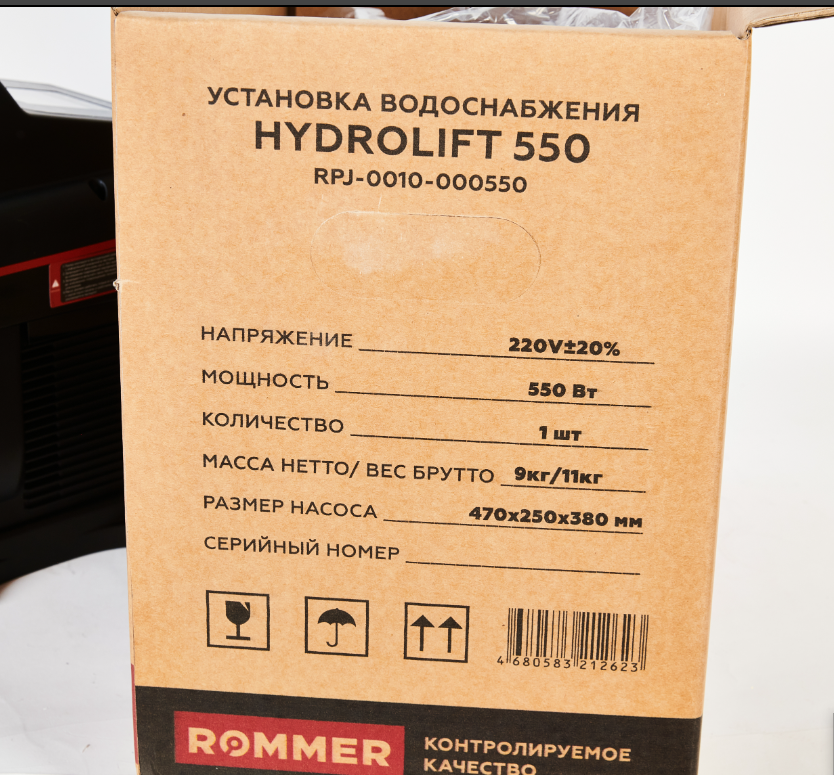 УСТАНОВКА ВОДОСНАБЖЕНИЯ
HYDROLIFT 550
RPJ-0010-000550
НАПРЯЖЕНИЕ 220V±20%
МОЩНОСТЬ 550 Вт
КОЛИЧЕСТВО 1 шт
МАССА НЕТТО/ ВЕС БРУТТО 9кг/11кг
РАЗМЕР НАСОСА 470х250х380 мм
СЕРИЙНЫЙ НОМЕР
4 680583 212623
ROMMER
КОНТРОЛИРУЕМОЕ
КАЧЕСТВО